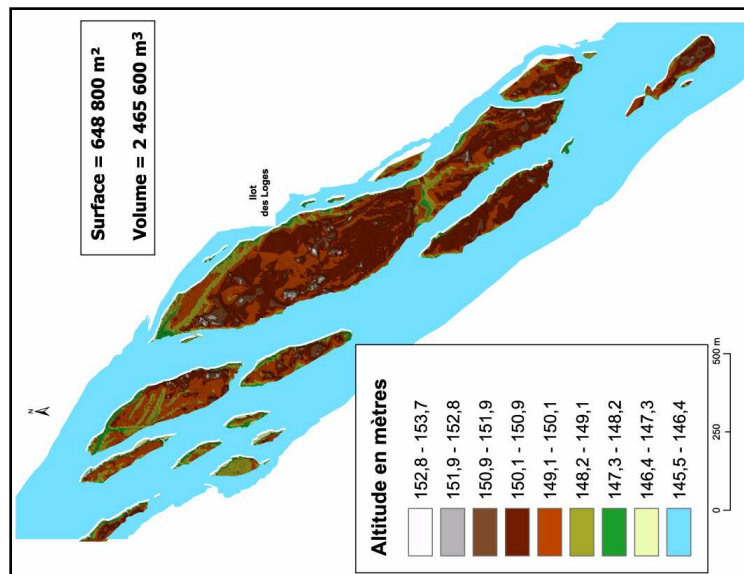 Surface = 648 800 m²
Volume = 2 465 600 m³
Ilot
des Loges
N
Altitude en mètres
152,8 - 153,7
151,9 - 152,8
150,9 - 151,9
150,1 - 150,9
149,1 - 150,1
148,2 - 149,1
147,3 - 148,2
146,4 - 147,3
145,5 - 146,4
0 250 500 m